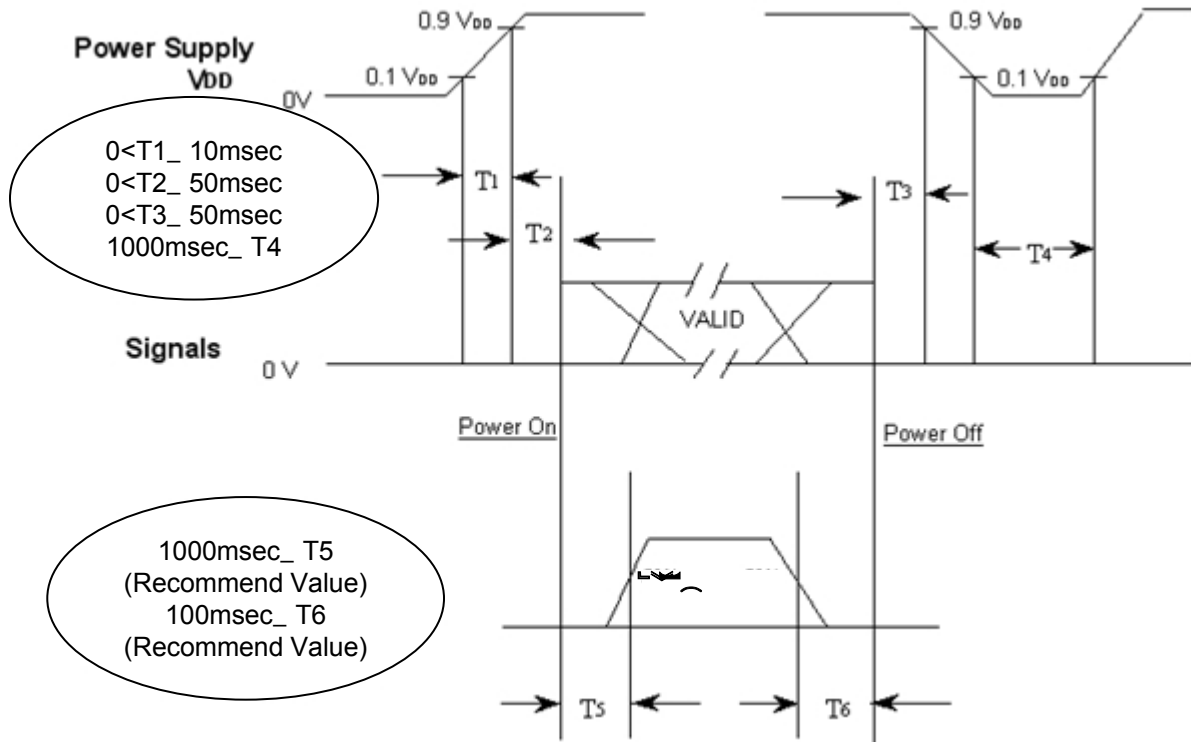 0.9 VDD
0.9 VDD
Power Supply
VDD
0.1 VDD
0.1 VDD
0V
0<T1_ 10msec
0<T2_ 50msec
0<T3_ 50msec
1000msec_ T4
T1
T3
T2
T4
VALID
Signals
0 V
Power On
Power Off
1000msec_ T5
(Recommend Value)
100msec_ T6
(Recommend Value)
T5
T6